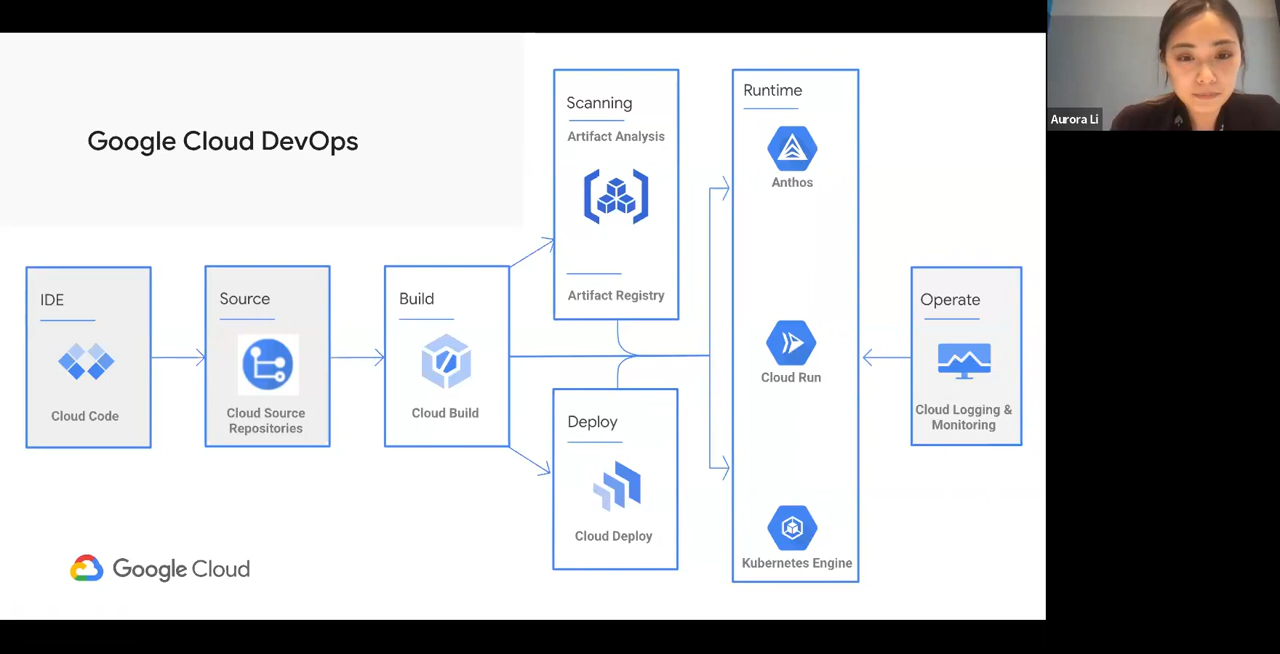 Google Cloud DevOps
IDE
Cloud Code
Source
Cloud Source
Repositories
Build
Cloud Build
Scanning
Artifact Analysis
Artifact Registry
Deploy
Cloud Deploy
Runtime
Anthos
Cloud Run
Kubernetes Engine
Operate
Cloud Logging &
Monitoring
Google Cloud
Aurora Li